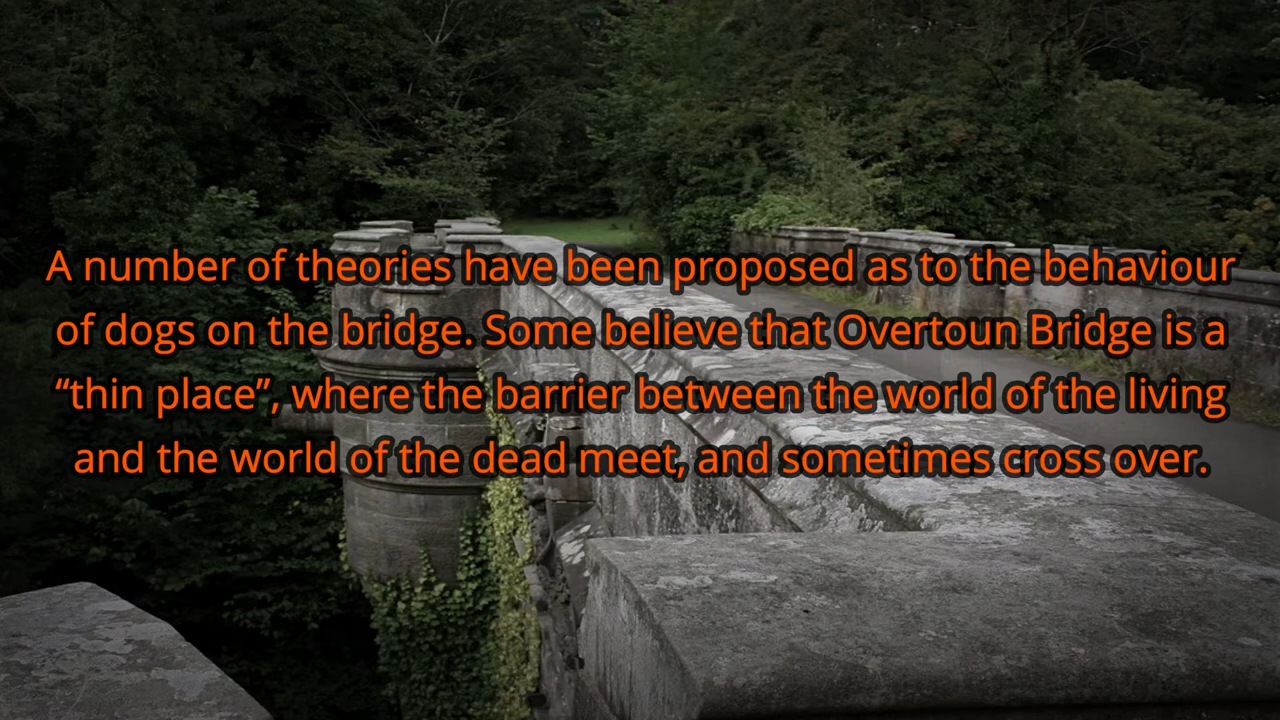 A number of theories have been proposed as to the behaviour
of dogs on the bridge. Some believe that Overtoun Bridge is a
“thin place”, where the barrier between the world of the living
and the world of the dead meet, and sometimes cross over.